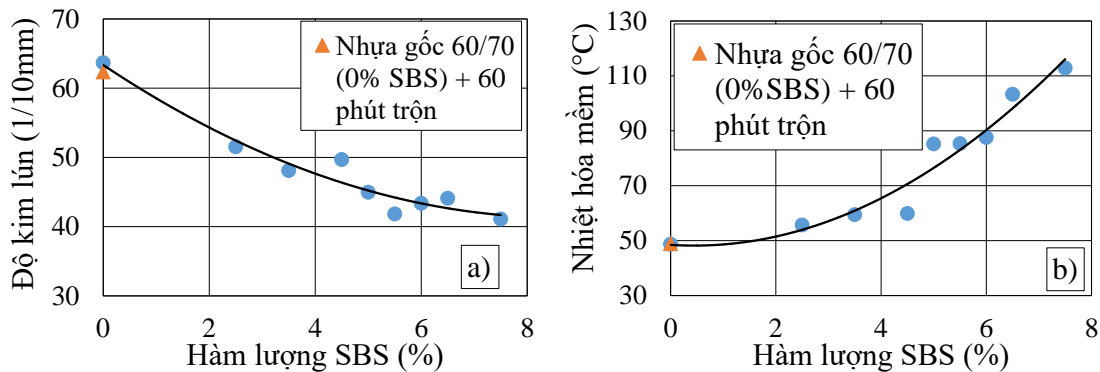 Độ kim lún (1/10mm)
70
60
50
40
30
0
2
4
6
8
Hàm lượng SBS (%)
Nhựa gốc 60/70
(0% SBS) + 60
phút trộn
a)
Nhiệt hóa mềm (°C)
130
110
90
70
50
30
0
2
4
6
8
Hàm lượng SBS (%)
Nhựa gốc 60/70
(0%SBS) + 60
phút trộn
b)